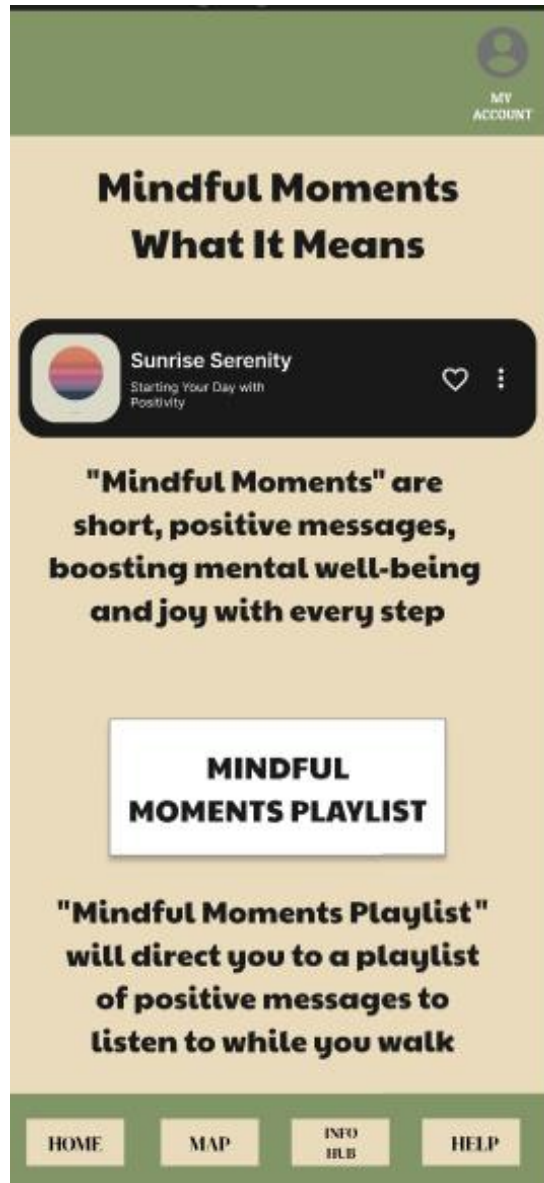 MY
ACCOUNT
Mindful Moments
What It Means
Sunrise Serenity
Starting Your Day with
Positivity
"Mindful Moments" are
short, positive messages,
boosting mental well-being
and joy with every step
MINDFUL
MOMENTS PLAYLIST
"Mindful Moments Playlist"
will direct you to a playlist
of positive messages to
listen to while you walk
HOME
MAP
INFO
HUB
HELP